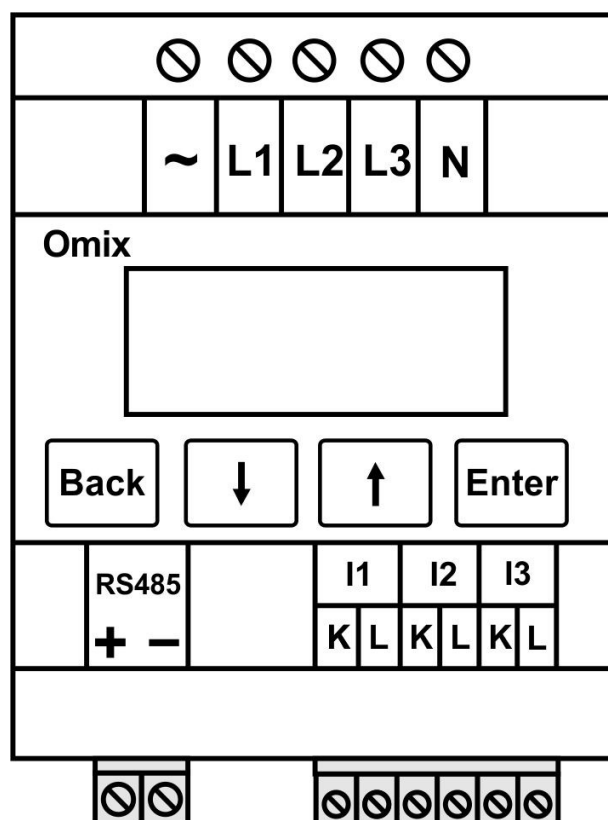 ~ L1 L2 L3 N
Omix
Back ↓ ↑ Enter
RS485 I1 I2 I3
+ − K L K L K L